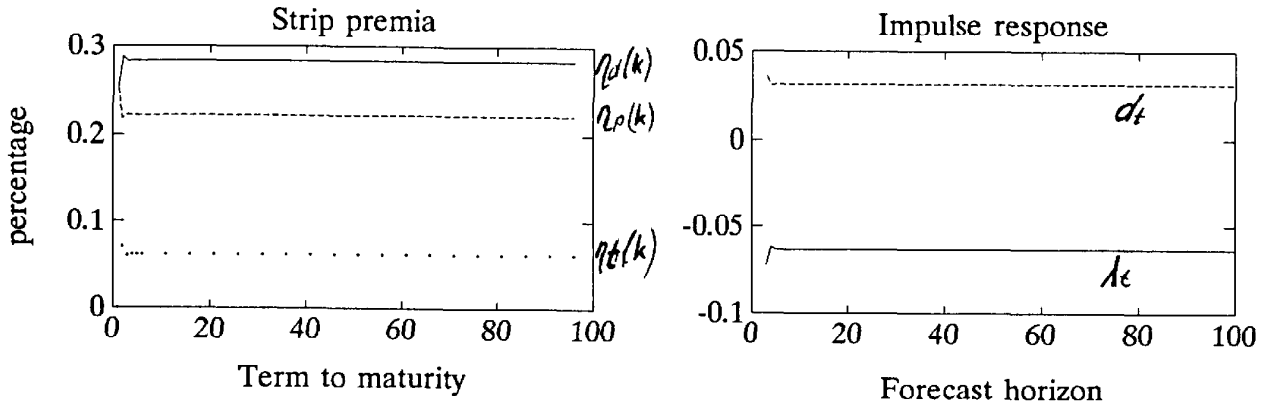 Strip premia
0.3
0.2
0.1
0
percentage
0
20
40
60
80
100
Term to maturity
ηd(k)
ηp(k)
ηt(k)
Impulse response
0.05
0
-0.05
-0.1
0
20
40
60
80
100
Forecast horizon
dt
λt